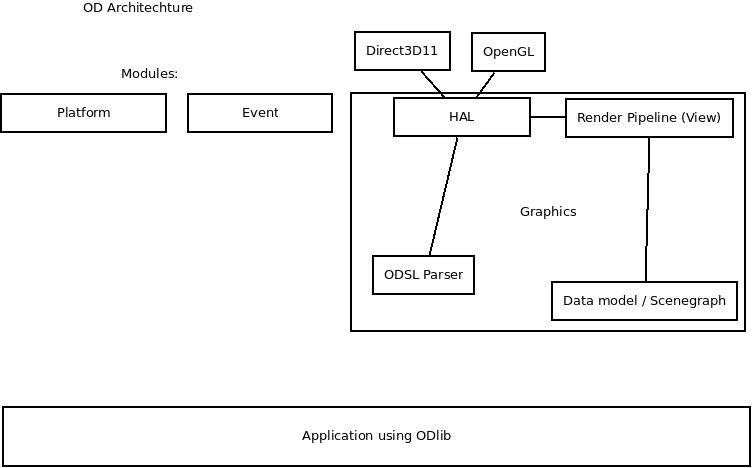 OD Architechture
Direct3D11
OpenGL
Modules:
Platform
Event
HAL
Render Pipeline (View)
Graphics
ODSL Parser
Data model / Scenegraph
Application using ODlib